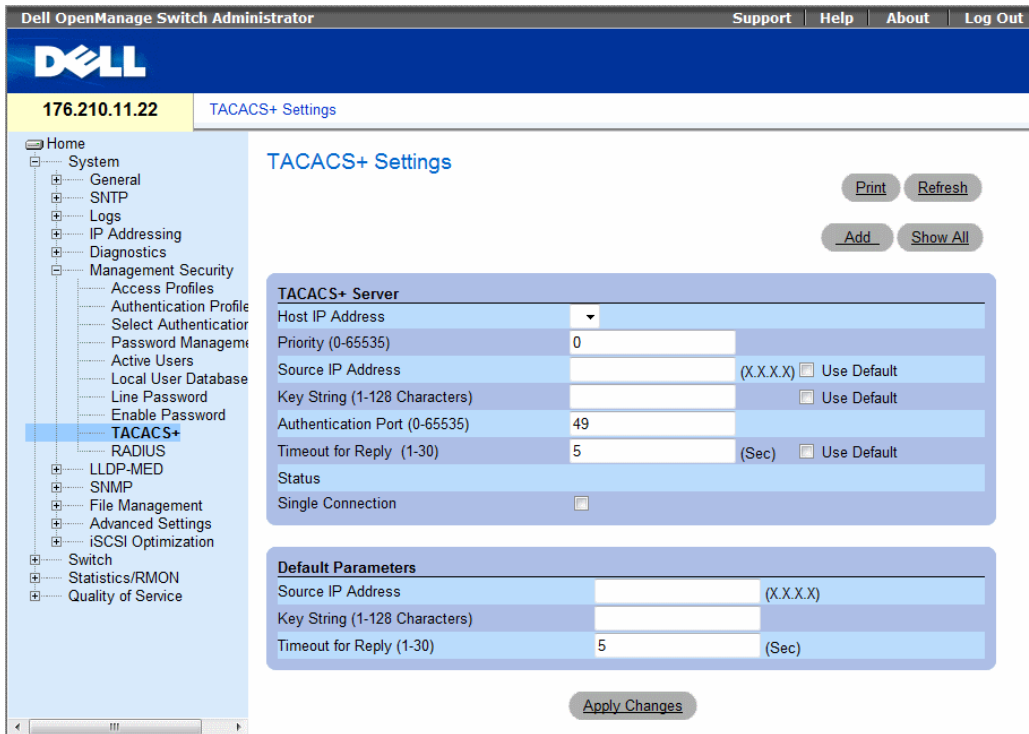 Dell OpenManage Switch Administrator
Support
Help
About
Log Out
DELL
176.210.11.22
TACACS+ Settings
Home
System
General
SNTP
Logs
IP Addressing
Diagnostics
Management Security
Access Profiles
Authentication Profile
Select Authentication
Password Manageme
Active Users
Local User Database
Line Password
Enable Password
TACACS+
RADIUS
LLDP-MED
SNMP
File Management
Advanced Settings
iSCSI Optimization
Switch
Statistics/RMON
Quality of Service
TACACS+ Settings
Print
Refresh
Add
Show All
TACACS+ Server
Host IP Address
Priority (0-65535) 0
Source IP Address (X.X.X.X) Use Default
Key String (1-128 Characters) Use Default
Authentication Port (0-65535) 49
Timeout for Reply (1-30) 5 (Sec) Use Default
Status
Single Connection
Default Parameters
Source IP Address (X.X.X.X)
Key String (1-128 Characters)
Timeout for Reply (1-30) 5 (Sec)
Apply Changes